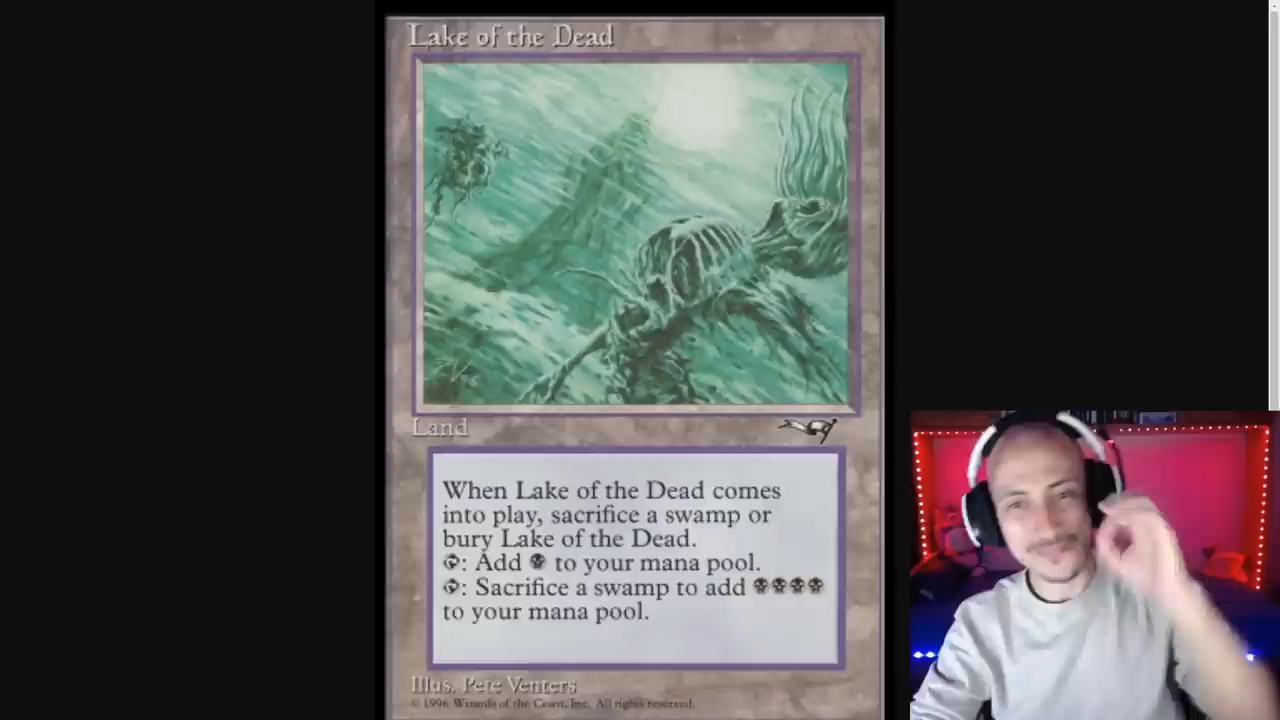 Lake of the Dead
Land
When Lake of the Dead comes
into play, sacrifice a swamp or
bury Lake of the Dead.
: Add to your mana pool.
: Sacrifice a swamp to add
to your mana pool.
Illus. Pete Venters
© 1996 Wizards of the Coast, Inc. All rights reserved.